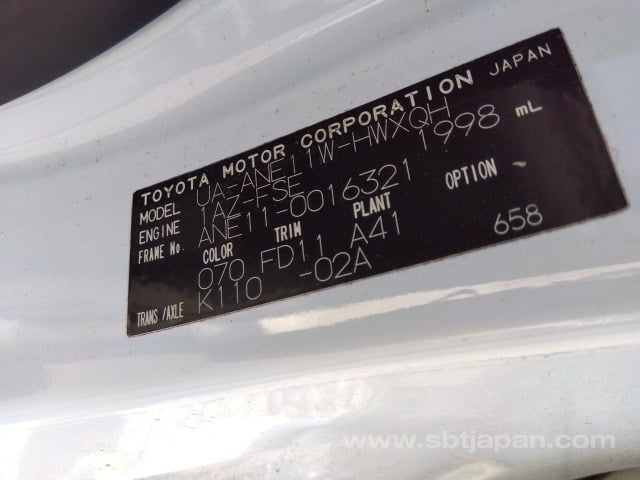 TOYOTA MOTOR CORPORATION JAPAN
MODEL UA-ANE11W-HWXQH
ENGINE 1AZ-FSE 1998 mL
FRAME No. ANE11-0016321
COLOR TRIM PLANT OPTION
070 FD11 A41 658
TRANS/AXLE K110 -02A
www.sbtjapan.com